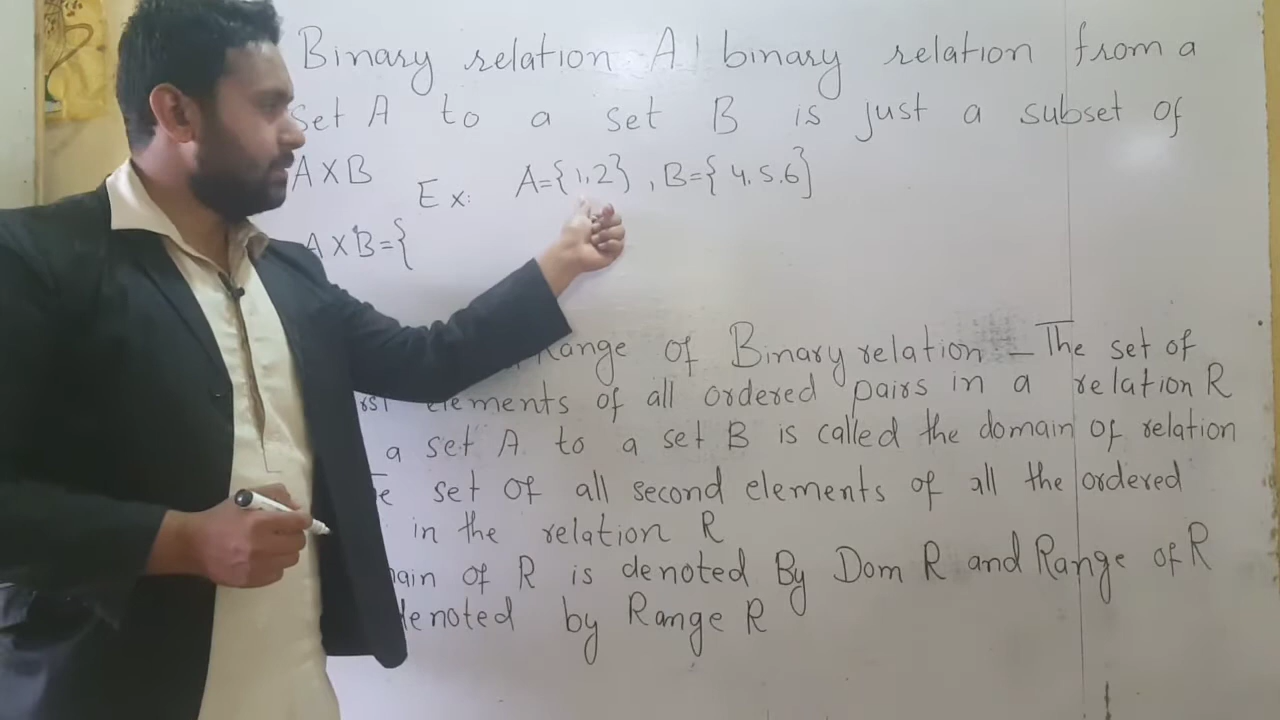 Binary relation A binary relation from a
set A to a set B is just a subset of
A X B Ex: A={1,2}, B={4.5.6}
A X B={
Range of Binary relation – The set of
elements of all ordered pairs in a relation R
a set A to a set B is called the domain of relation
set of all second elements of all the ordered
in the relation R
of R is denoted By Dom R and Range of R
denoted by Range R